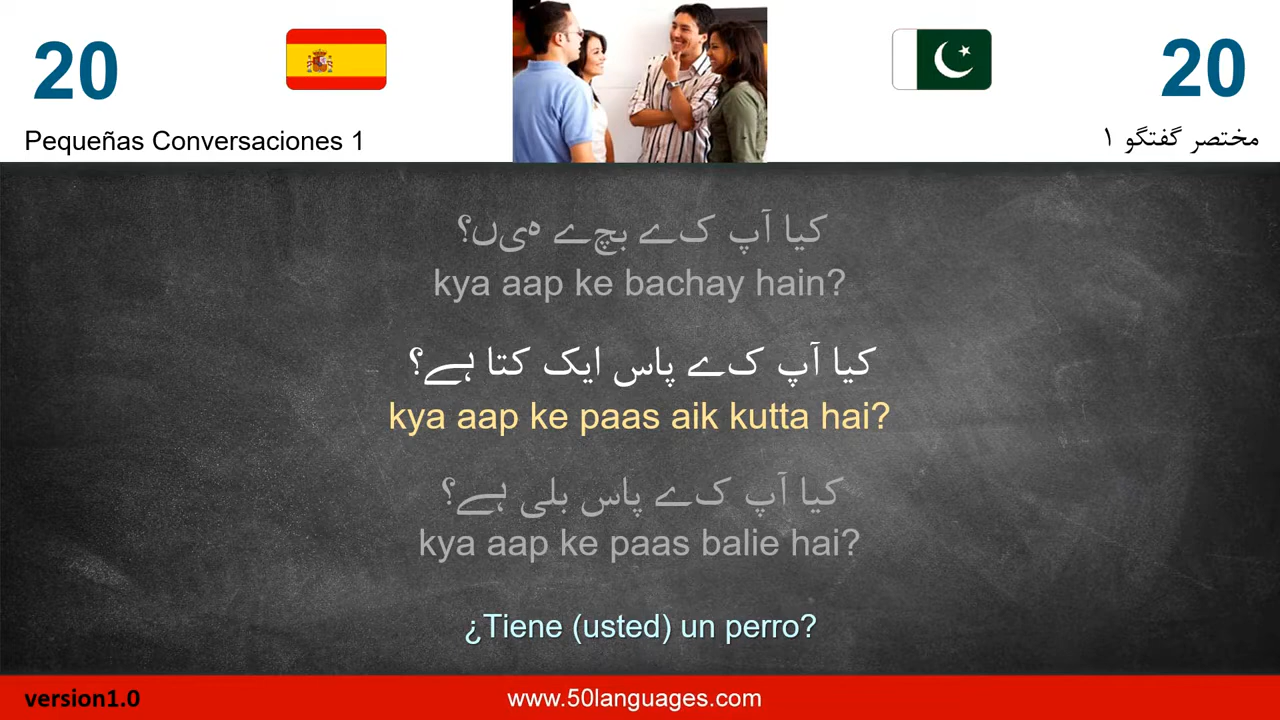 20
20
Pequeñas Conversaciones 1
مختصر گفتگو ۱
کیا آپ کے بچے ہیں؟
kya aap ke bachay hain?
کیا آپ کے پاس ایک کتا ہے؟
kya aap ke paas aik kutta hai?
کیا آپ کے پاس بلی ہے؟
kya aap ke paas balie hai?
¿Tiene (usted) un perro?
version1.0
www.50languages.com